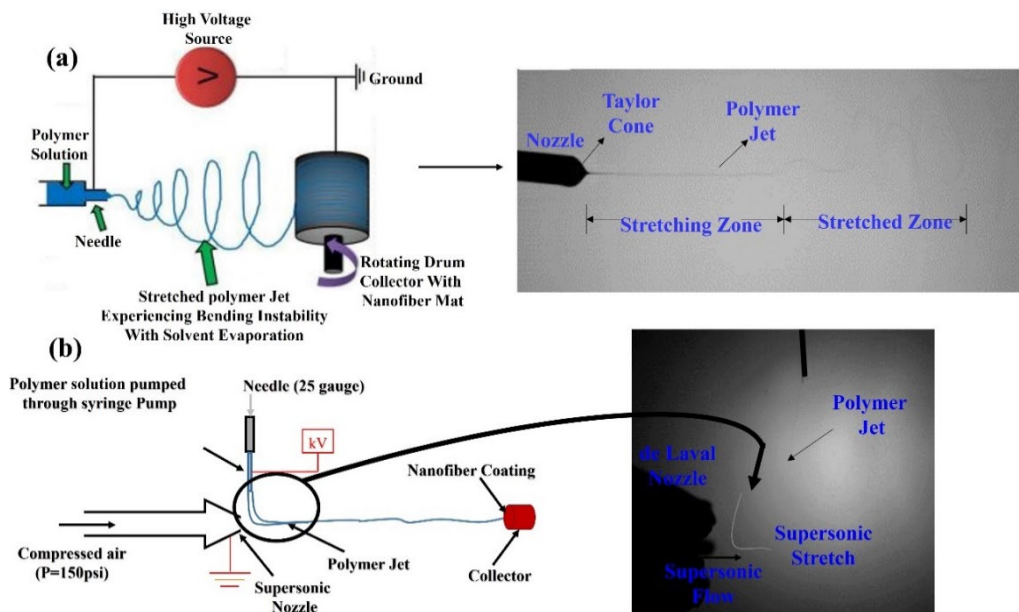 (a)
High Voltage
Source
>
Ground
Polymer
Solution
Needle
Stretched polymer Jet
Experiencing Bending Instability
With Solvent Evaporation
Rotating Drum
Collector With
Nanofiber Mat
Nozzle
Taylor
Cone
Polymer
Jet
Stretching Zone
Stretched Zone
(b)
Polymer solution pumped
through syringe Pump
Needle (25 gauge)
kV
Nanofiber Coating
Compressed air
(P=150psi)
Supersonic
Nozzle
Polymer Jet
Collector
Polymer
Jet
de Laval
Nozzle
Supersonic
Stretch
Supersonic
Flow